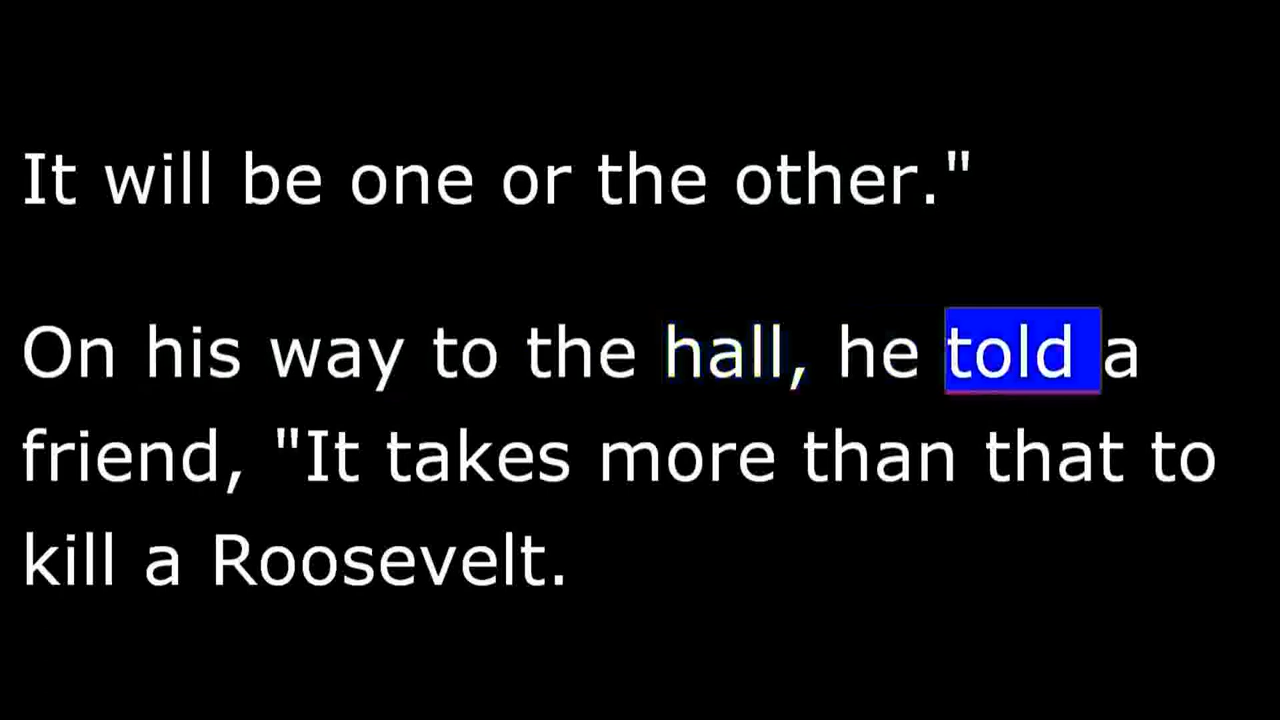 It will be one or the other."
On his way to the hall, he told a
friend, "It takes more than that to
kill a Roosevelt.